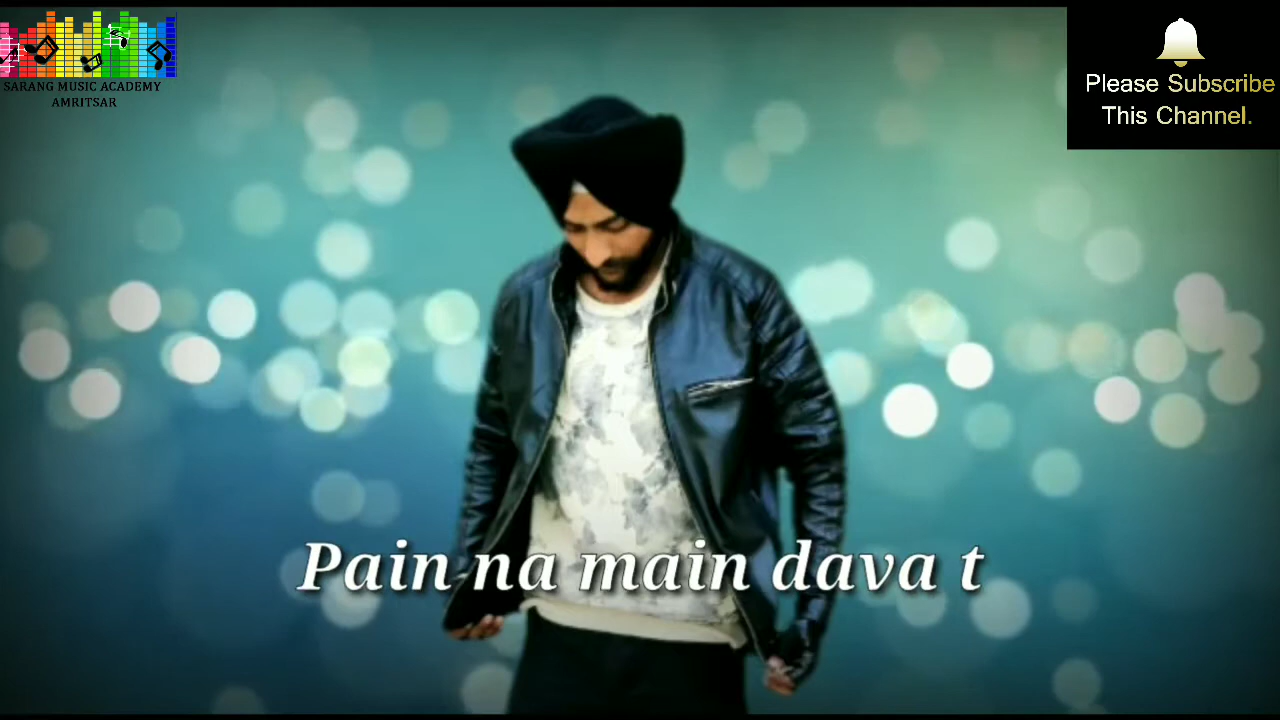 SARANG MUSIC ACADEMY
AMRITSAR
Please Subscribe
This Channel.
Pain na main dava t